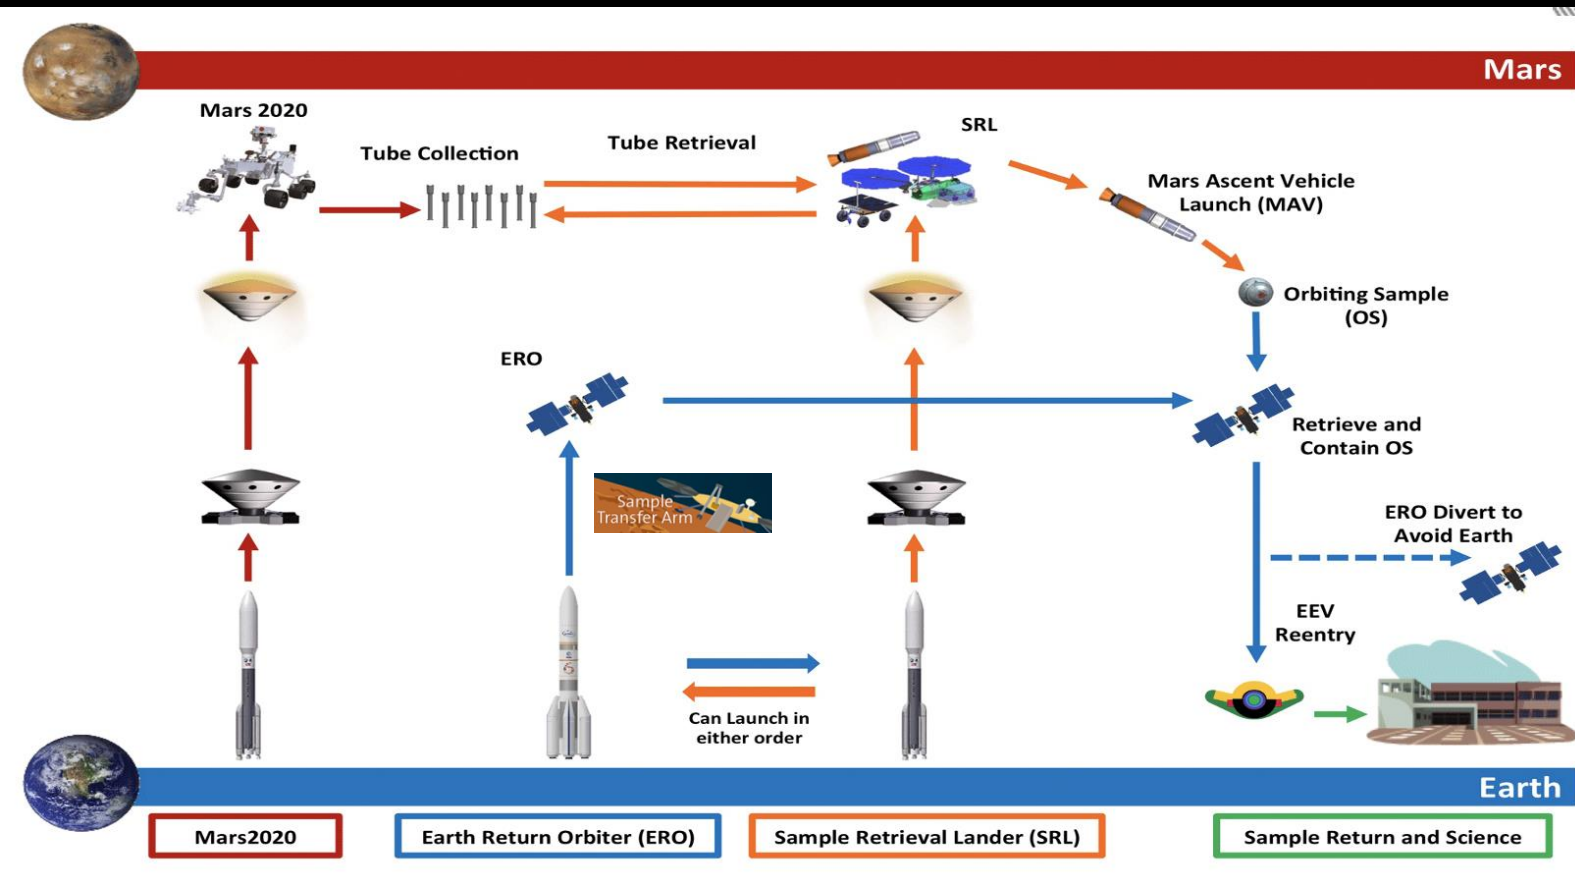 Mars
Mars 2020
Tube Collection
Tube Retrieval
SRL
Mars Ascent Vehicle
Launch (MAV)
Orbiting Sample
(OS)
ERO
Retrieve and
Contain OS
Sample
Transfer Arm
ERO Divert to
Avoid Earth
EEV
Reentry
Can Launch in
either order
Earth
Mars2020
Earth Return Orbiter (ERO)
Sample Retrieval Lander (SRL)
Sample Return and Science